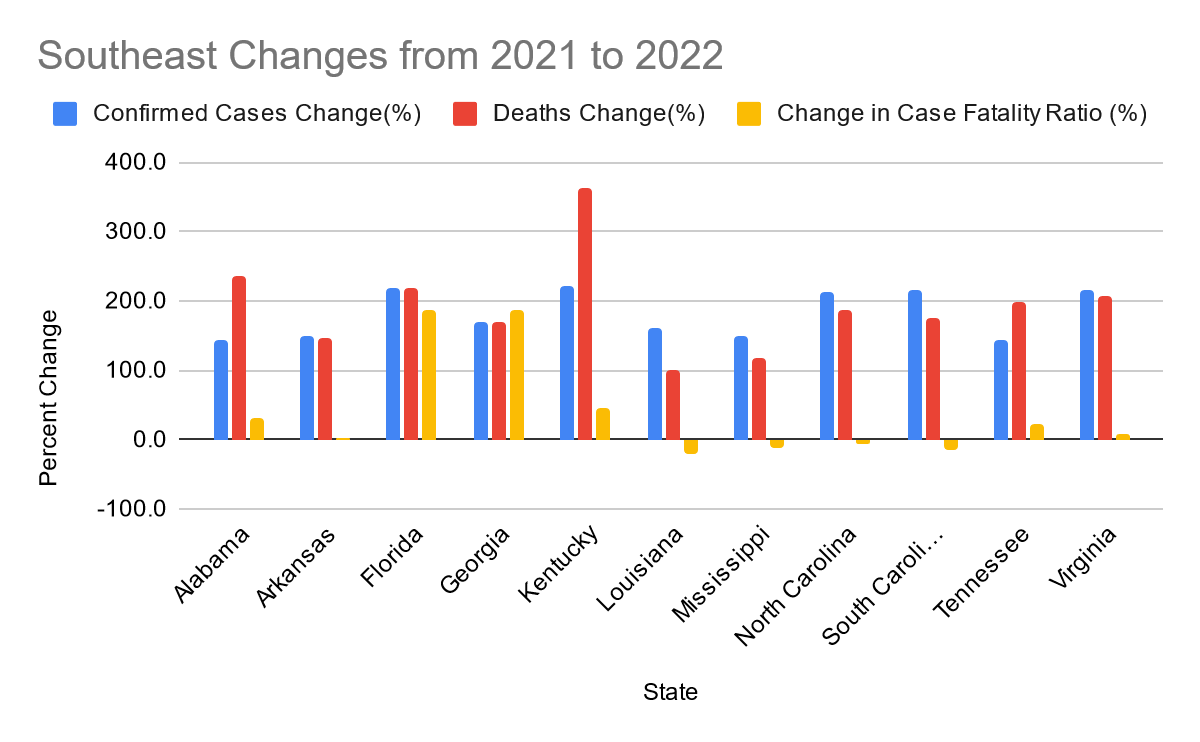 Southeast Changes from 2021 to 2022
Confirmed Cases Change(%)
Deaths Change(%)
Change in Case Fatality Ratio (%)
400.0
300.0
200.0
100.0
0.0
-100.0
Percent Change
Alabama
Arkansas
Florida
Georgia
Kentucky
Louisiana
Mississippi
North Carolina
South Caroli…
Tennessee
Virginia
State